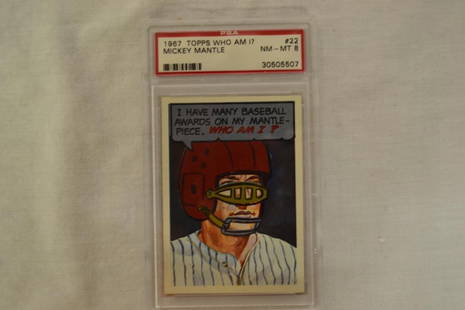 PSA
1967 TOPPS WHO AM I? #22
MICKEY MANTLE NM-MT 8
30505507
I HAVE MANY BASEBALL
AWARDS ON MY MANTLE-
PIECE. WHO AM I?